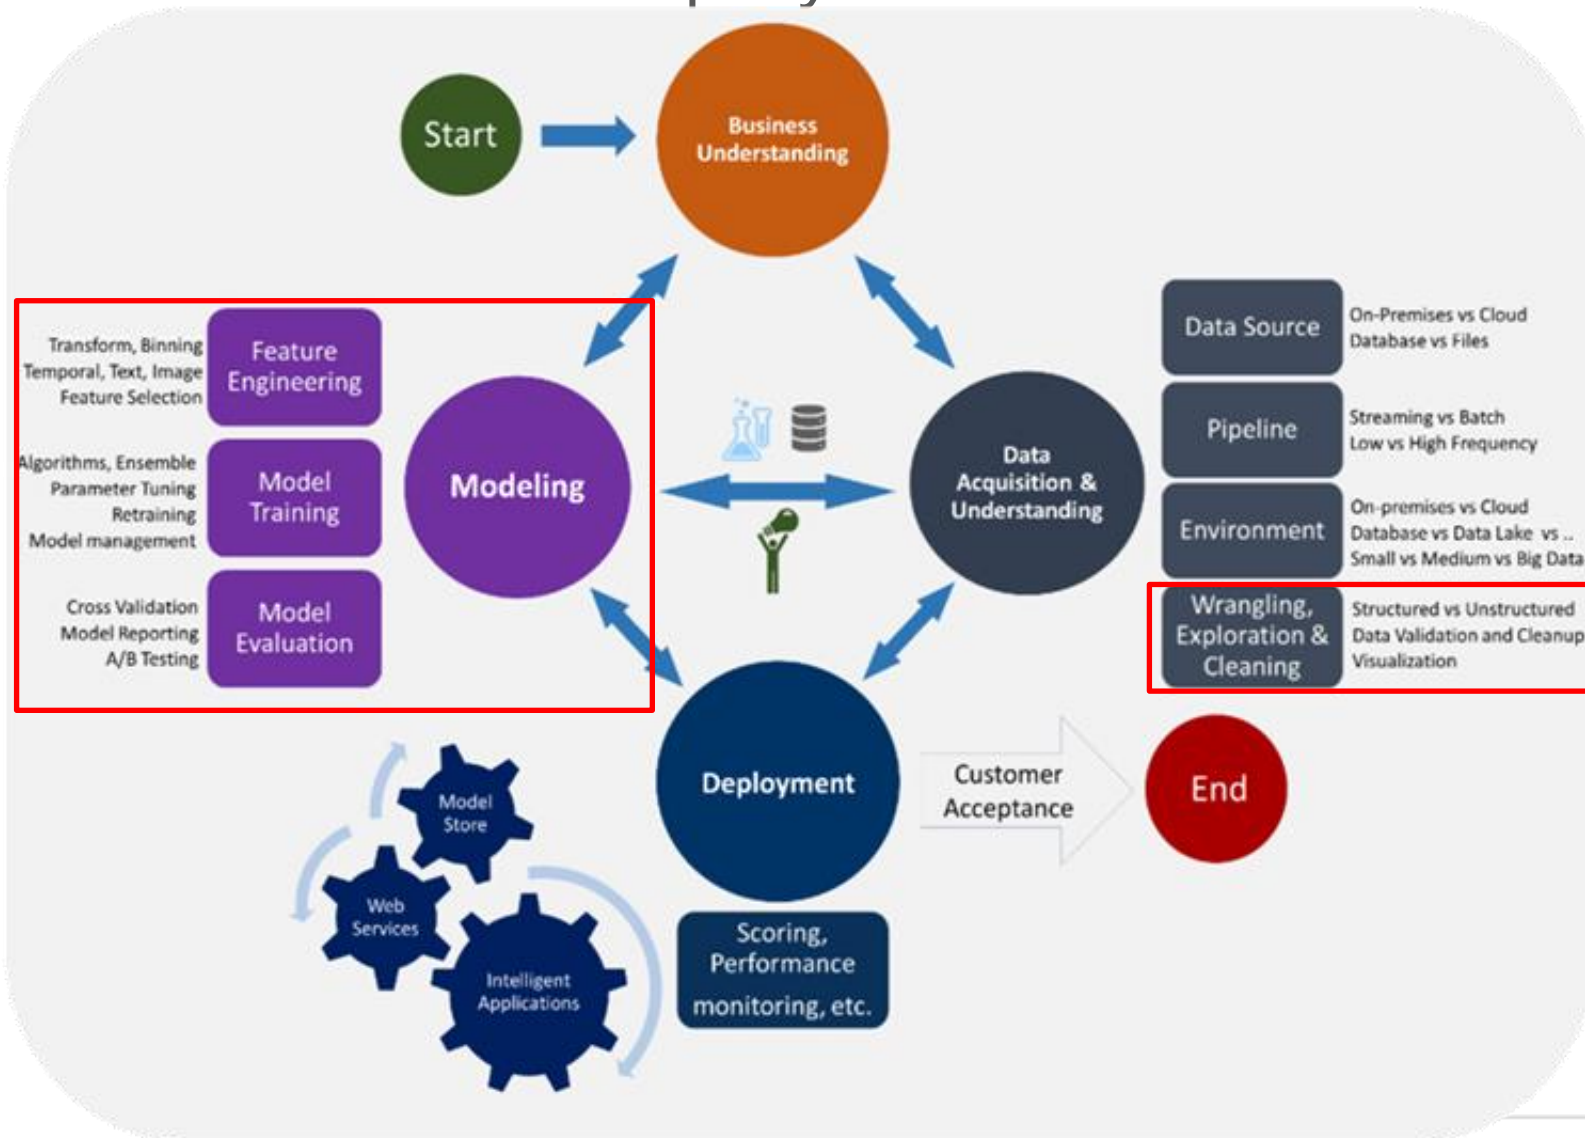 Start
Business
Understanding
Transform, Binning
Temporal, Text, Image
Feature Selection
Feature
Engineering
Algorithms, Ensemble
Parameter Tuning
Retraining
Model management
Model
Training
Cross Validation
Model Reporting
A/B Testing
Model
Evaluation
Modeling
Data
Acquisition &
Understanding
Data Source
On-Premises vs Cloud
Database vs Files
Pipeline
Streaming vs Batch
Low vs High Frequency
Environment
On-premises vs Cloud
Database vs Data Lake vs ..
Small vs Medium vs Big Data
Wrangling,
Exploration &
Cleaning
Structured vs Unstructured
Data Validation and Cleanup
Visualization
Deployment
Customer
Acceptance
End
Model
Store
Web
Services
Intelligent
Applications
Scoring,
Performance
monitoring, etc.